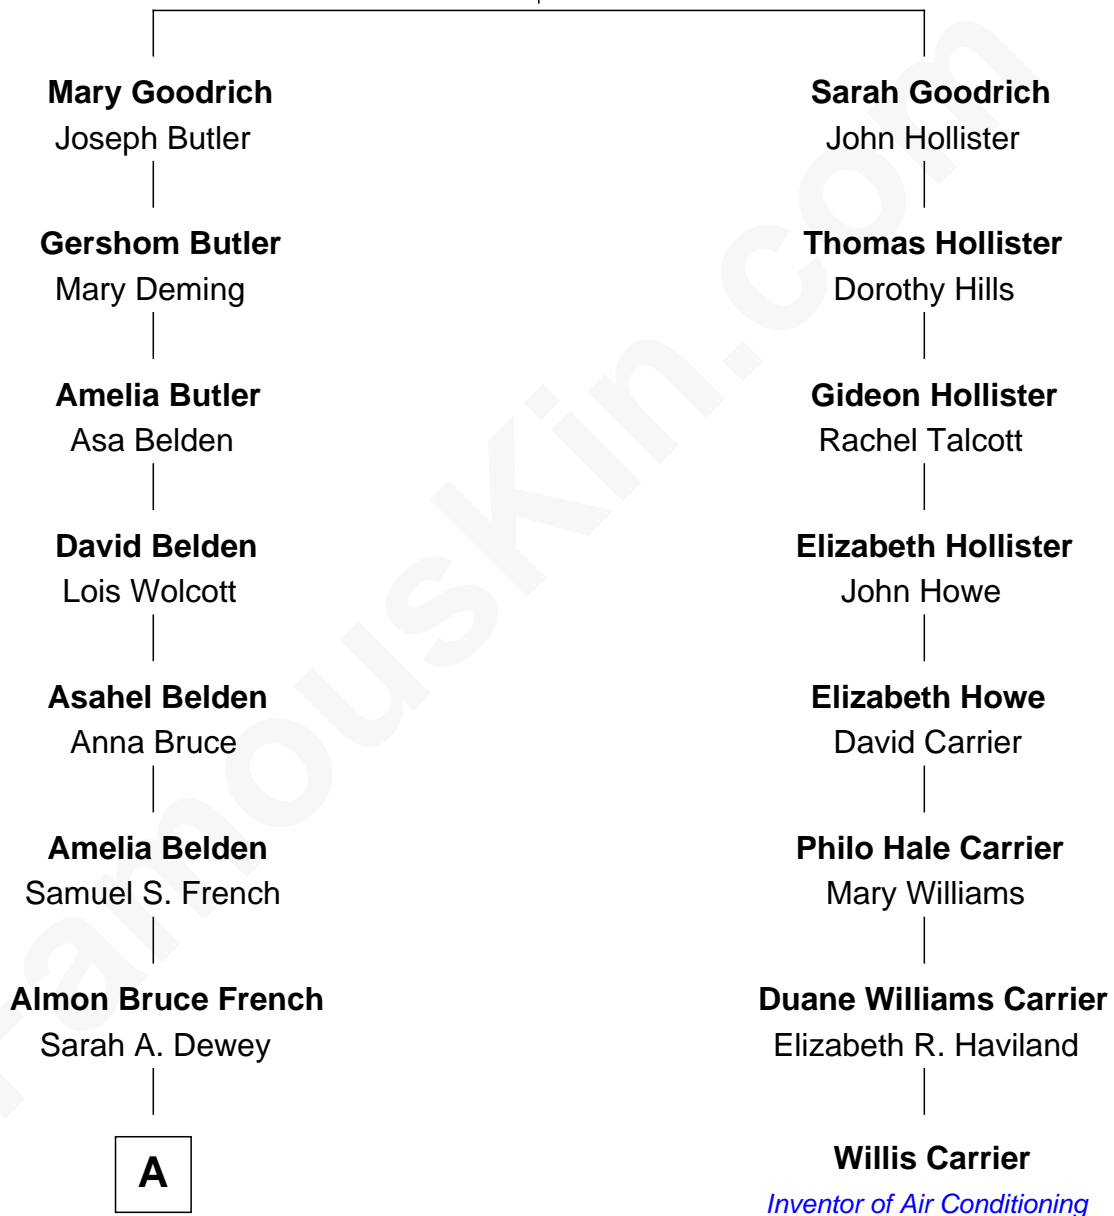 Mary Goodrich
Joseph Butler
Gershom Butler
Mary Deming
Amelia Butler
Asa Belden
David Belden
Lois Wolcott
Asahel Belden
Anna Bruce
Amelia Belden
Samuel S. French
Almon Bruce French
Sarah A. Dewey
A
Sarah Goodrich
John Hollister
Thomas Hollister
Dorothy Hills
Gideon Hollister
Rachel Talcott
Elizabeth Hollister
John Howe
Elizabeth Howe
David Carrier
Philo Hale Carrier
Mary Williams
Duane Williams Carrier
Elizabeth R. Haviland
Willis Carrier
Inventor of Air Conditioning
FamousKin.com